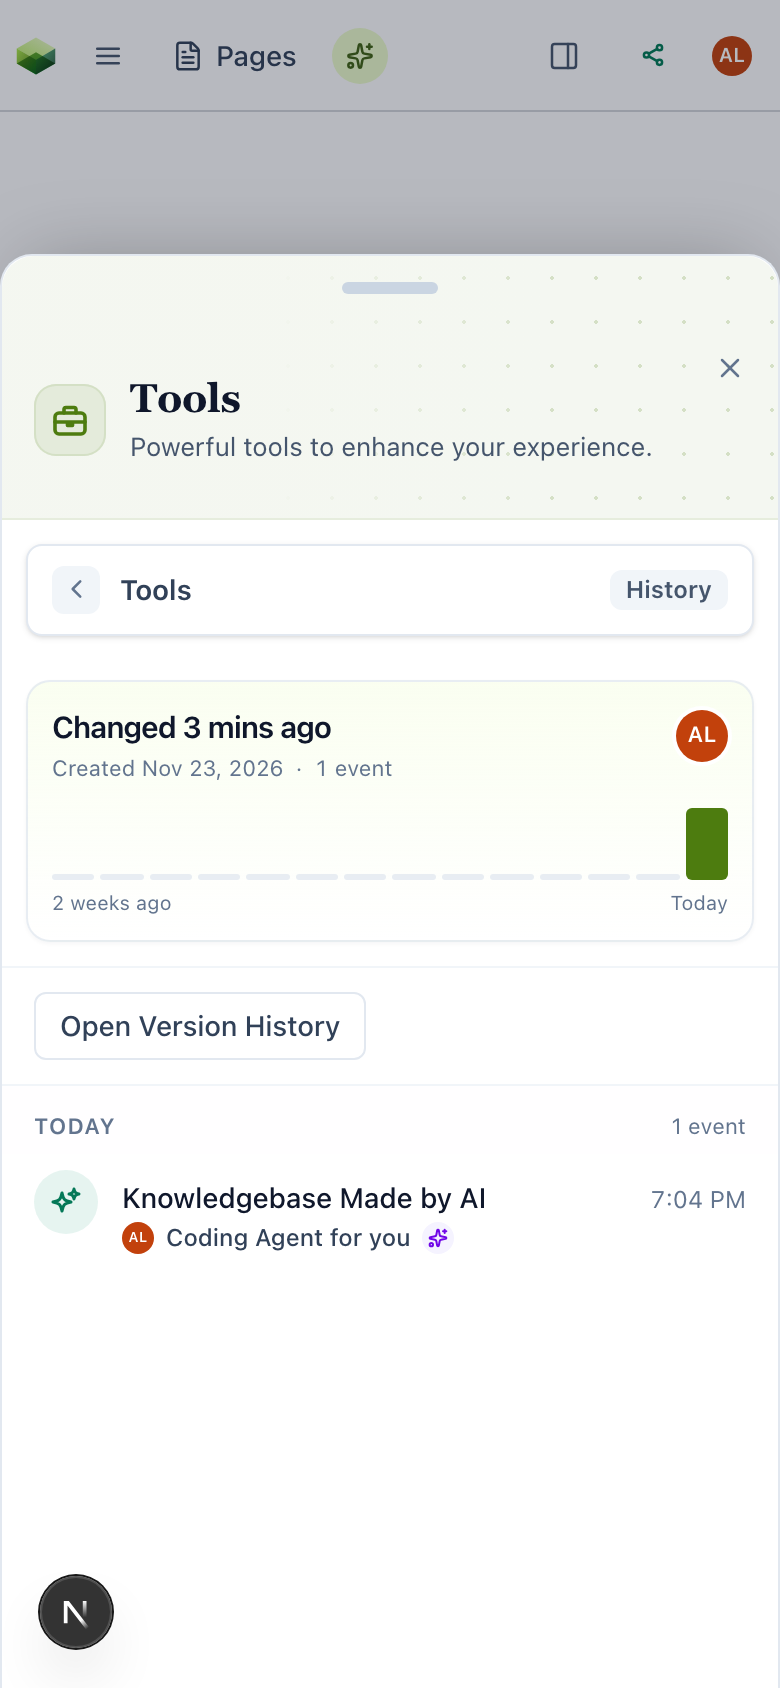 Pages
AL
Tools
Powerful tools to enhance your experience.
Tools
History
Changed 3 mins ago
AL
Created Nov 23, 2026 · 1 event
2 weeks ago
Today
Open Version History
TODAY
1 event
Knowledgebase Made by AI
7:04 PM
AL
Coding Agent for you
N